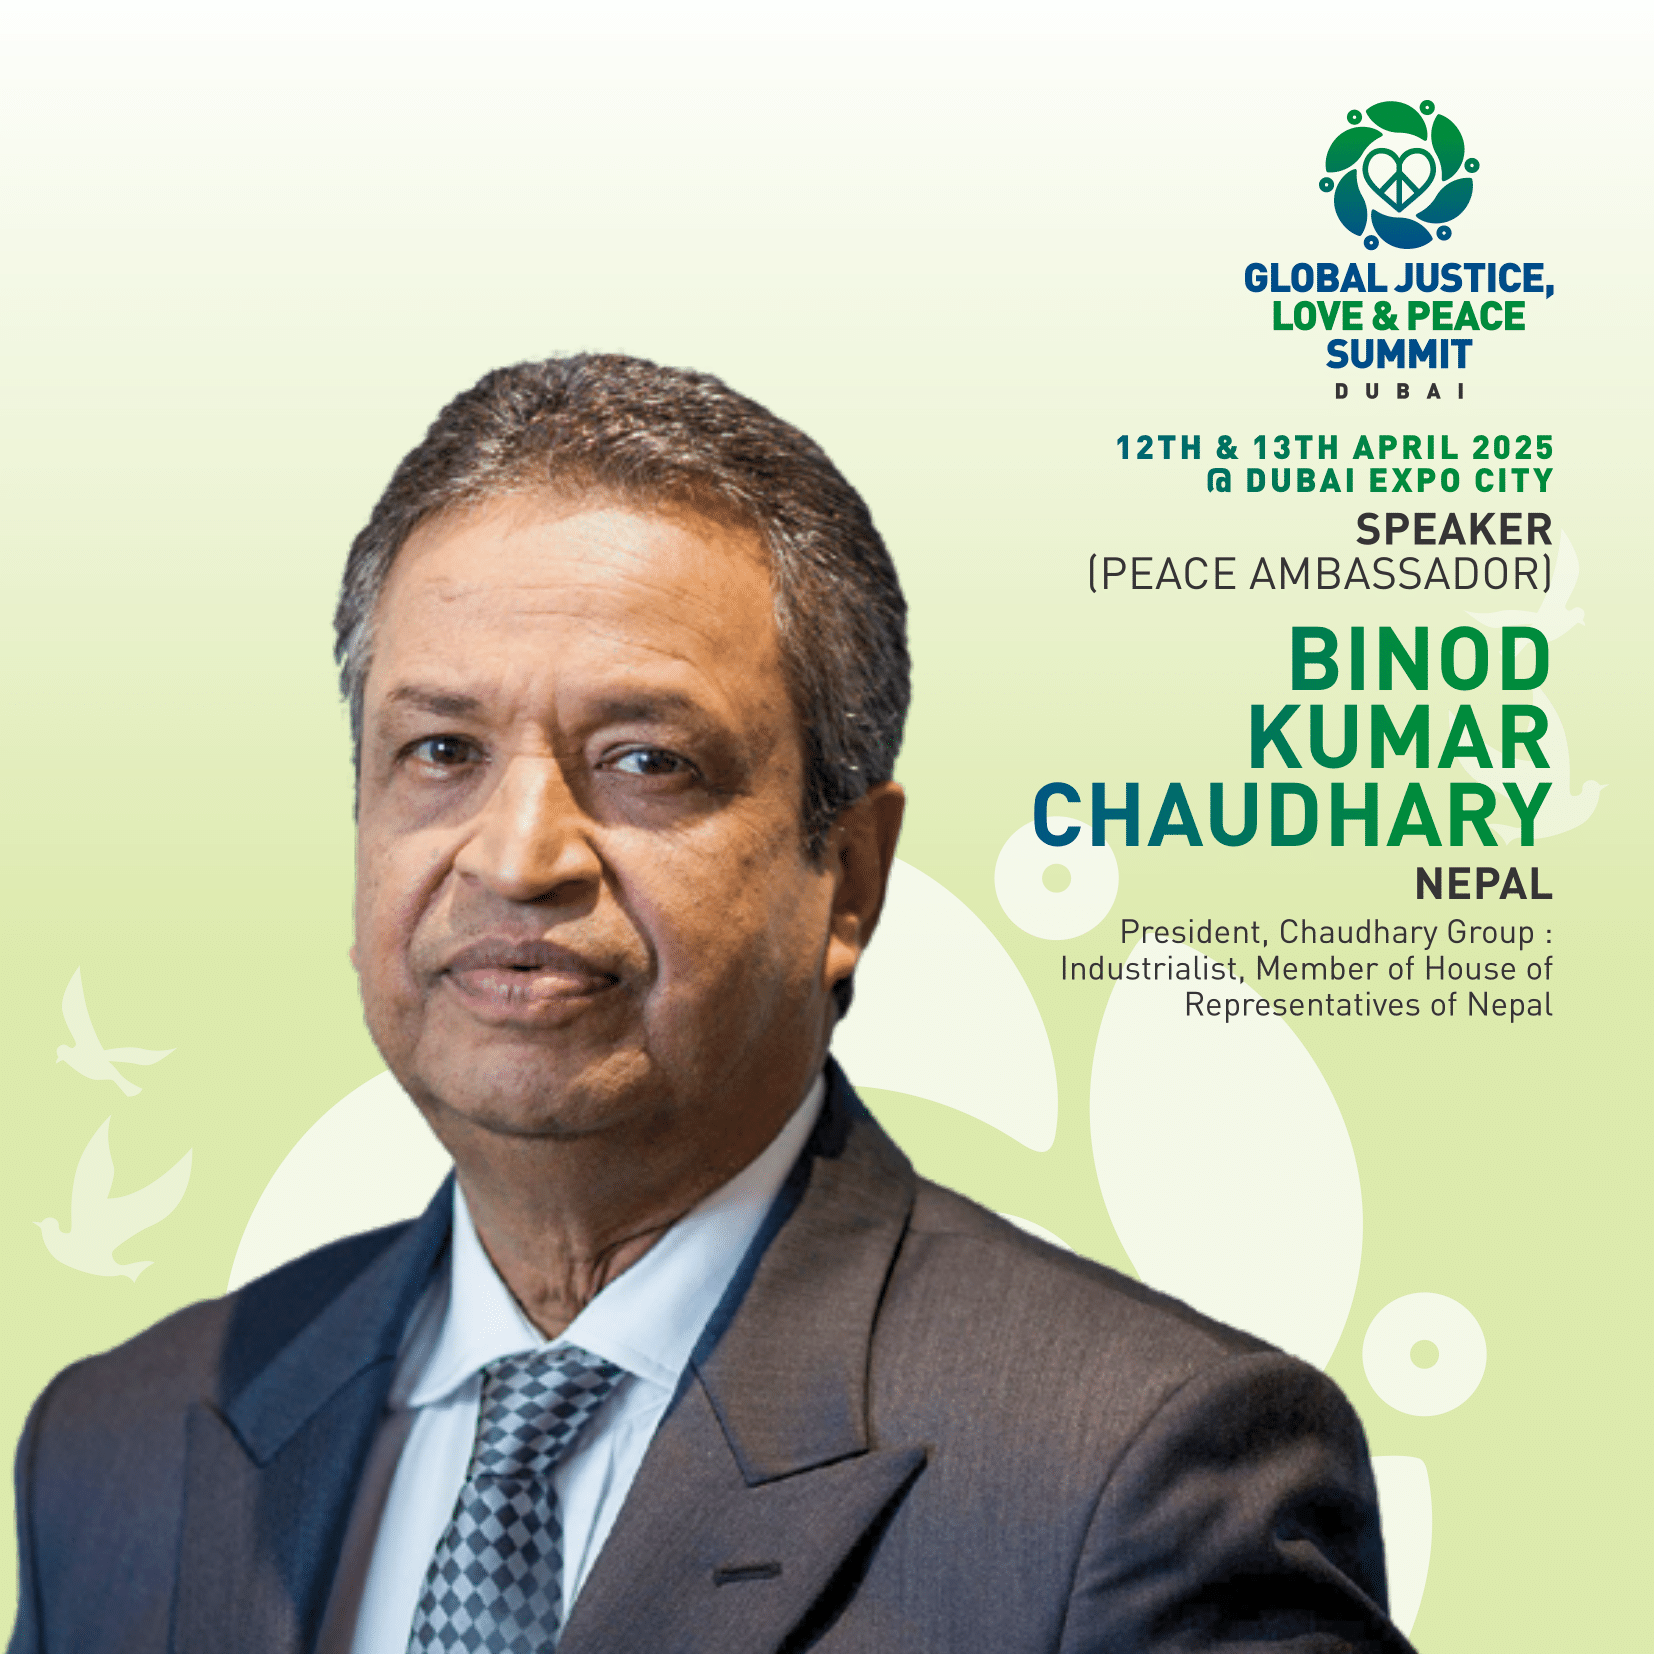 GLOBAL JUSTICE,
LOVE & PEACE
SUMMIT
DUBAI
12TH & 13TH APRIL 2025
@ DUBAI EXPO CITY
SPEAKER
(PEACE AMBASSADOR)
BINOD
KUMAR
CHAUDHARY
NEPAL
President, Chaudhary Group :
Industrialist, Member of House of
Representatives of Nepal